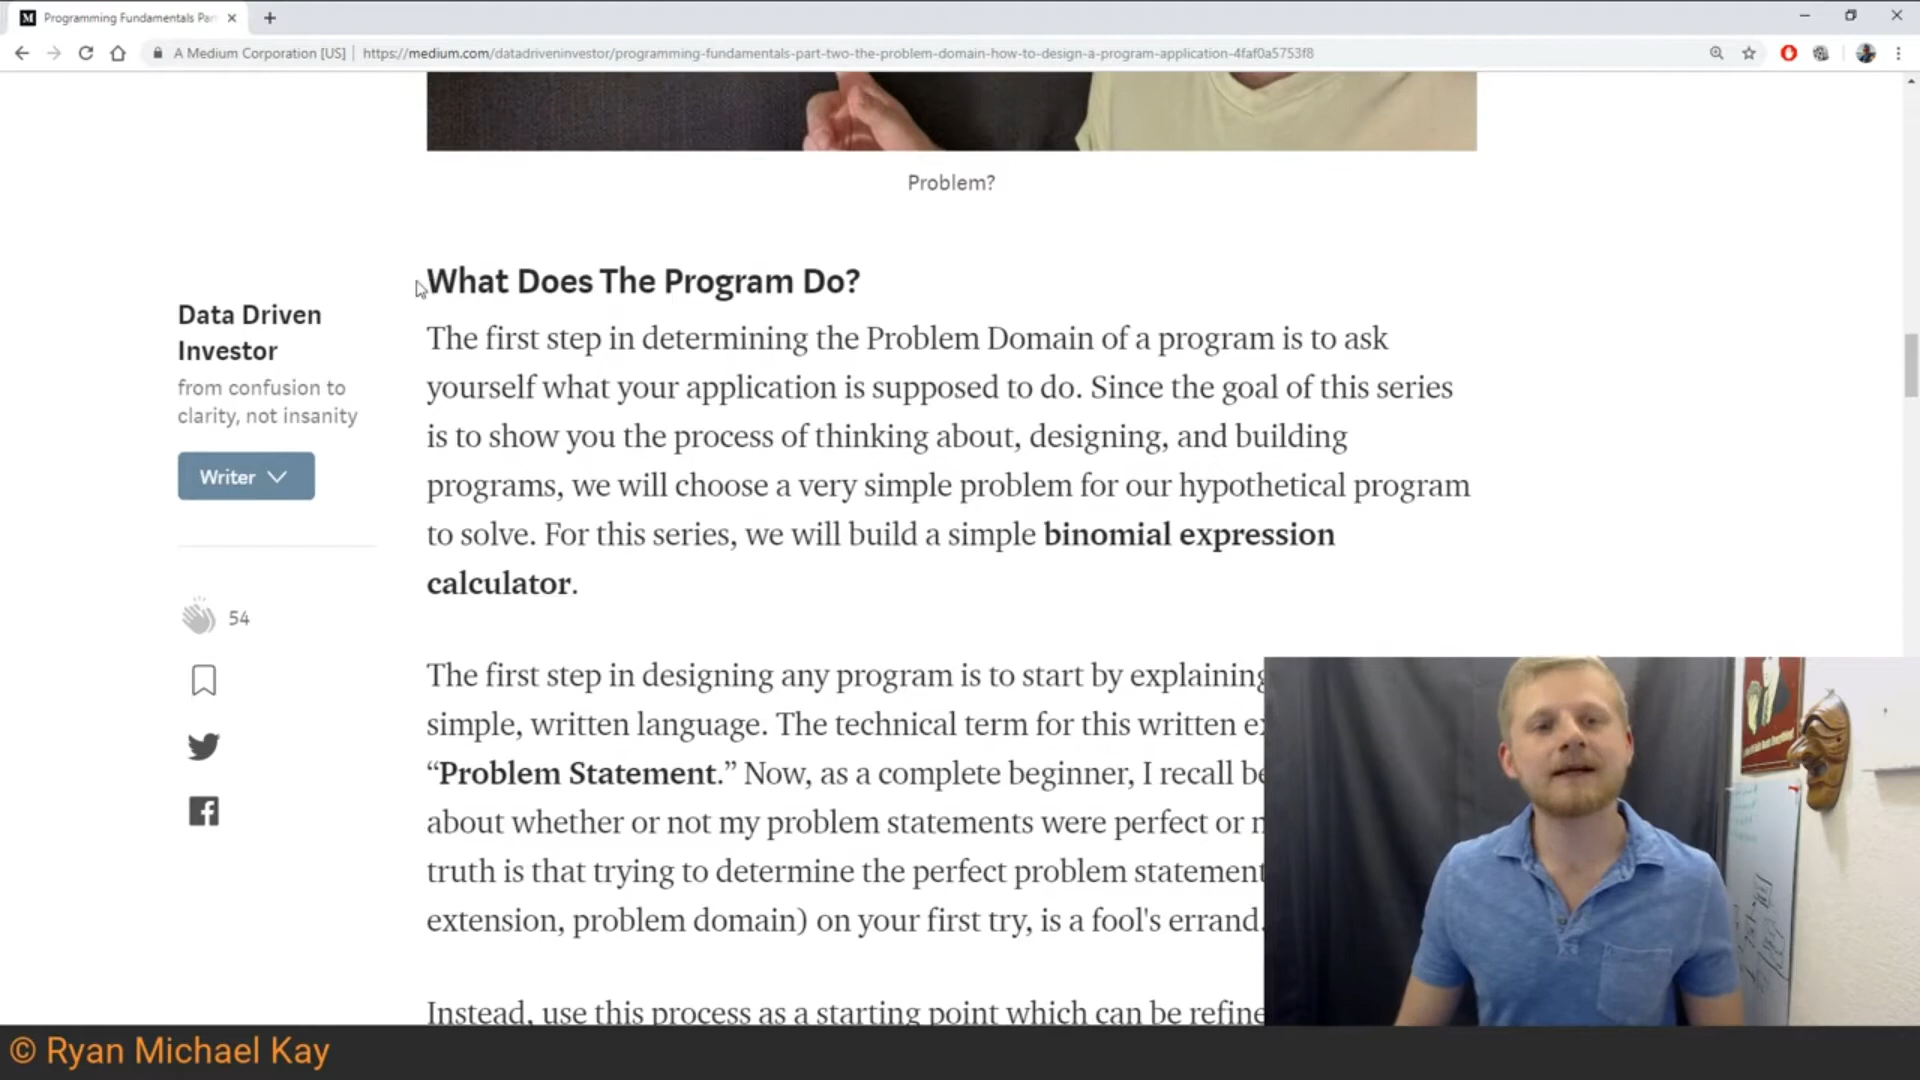 Programming Fundamentals Par
A Medium Corporation [US]
https://medium.com/datadriveninvestor/programming-fundamentals-part-two-the-problem-domain-how-to-design-a-program-application-4faf0a5753f8
Problem?
What Does The Program Do?
The first step in determining the Problem Domain of a program is to ask
yourself what your application is supposed to do. Since the goal of this series
is to show you the process of thinking about, designing, and building
programs, we will choose a very simple problem for our hypothetical program
to solve. For this series, we will build a simple binomial expression
calculator.
Data Driven
Investor
from confusion to
clarity, not insanity
Writer
54
The first step in designing any program is to start by explaining
simple, written language. The technical term for this written
“Problem Statement.” Now, as a complete beginner, I recall
about whether or not my problem statements were perfect or
truth is that trying to determine the perfect problem statement
extension, problem domain) on your first try, is a fool's errand.
Instead, use this process as a starting point which can be
© Ryan Michael Kay